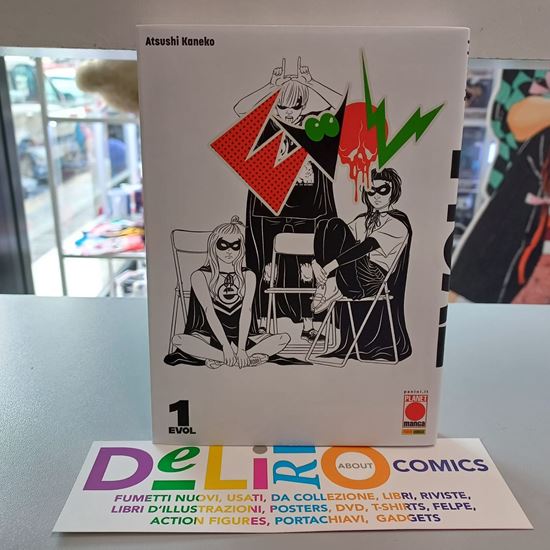 Atsushi Kaneko
EVOL
1
EVOL
panini.it
PLANET
manca
DeLiRiO ABOUT COMICS
FUMETTI NUOVI, USATI, DA COLLEZIONE, LIBRI, RIVISTE,
LIBRI D'ILLUSTRAZIONI, POSTERS, DVD, T-SHIRTS, FELPE,
ACTION FIGURES, PORTACHIAVI, GADGETS